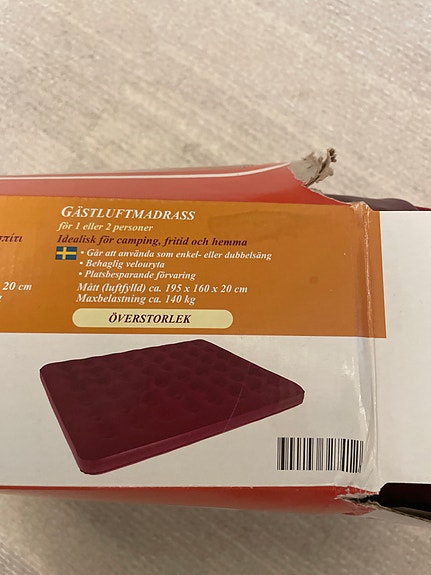 GÄSTLUFTMADRASS
för 1 eller 2 personer
Idealisk för camping, fritid och hemma
• Går att använda som enkel- eller dubbelsäng
• Behaglig velouryta
• Platsbesparande förvaring
Mått (luftfylld) ca. 195 x 160 x 20 cm
Maxbelastning ca. 140 kg
ÖVERSTORLEK
20 cm